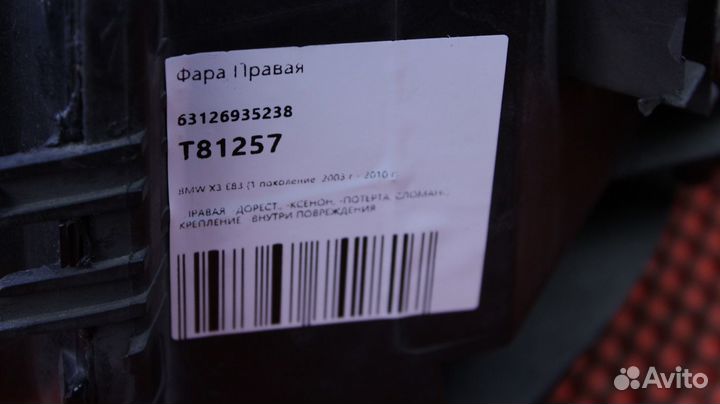 Фара Правая
63126935238
T81257
BMW X3 E83 (1 поколение 2003 г - 2010 г
ПРАВАЯ ДОРЕСТ., -КСЕНОН, -ПОТЕРТА, СЛОМАН.
КРЕПЛЕНИЕ ВНУТРИ ПОВРЕЖДЕНИЯ
Avito